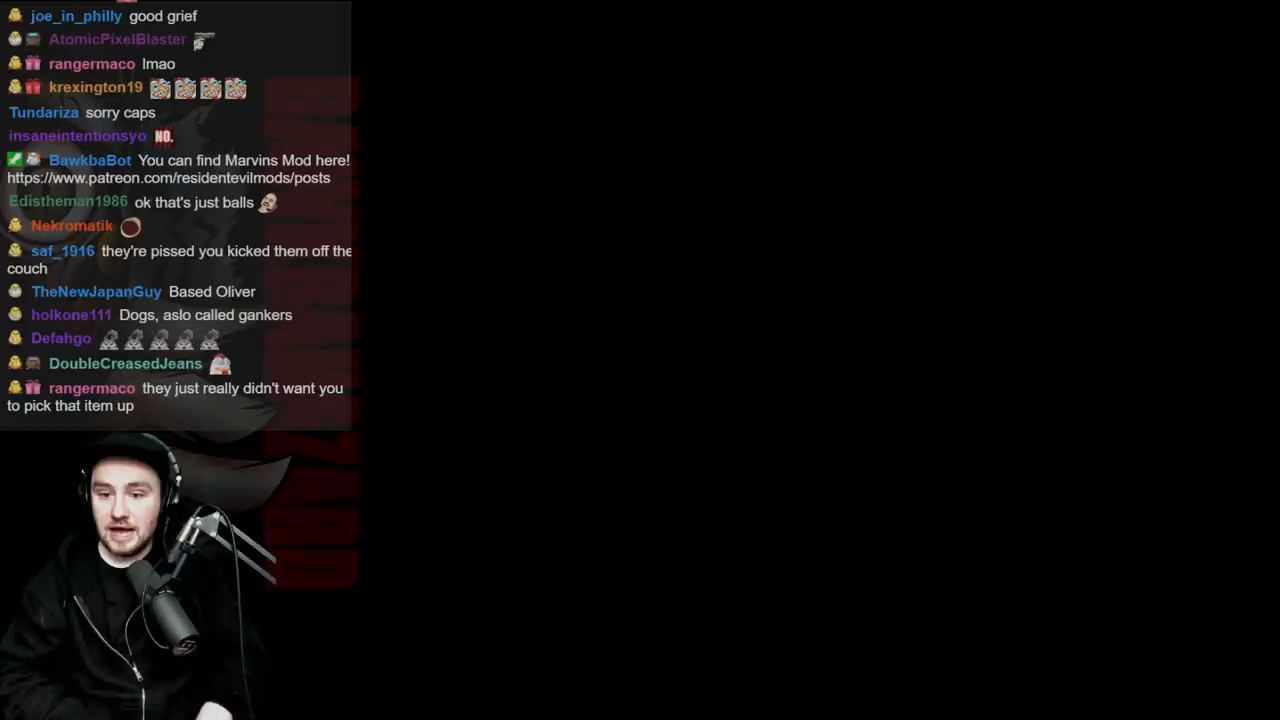 joe_in_philly good grief
AtomicPixelBlaster
rangermaco lmao
krexington19
Tundariza sorry caps
insaneintentionsyo NO.
BawkbaBot You can find Marvins Mod here!
https://www.patreon.com/residentevilmods/posts
Edistheman1986 ok that's just balls
Nekromatik
saf_1916 they're pissed you kicked them off the
couch
TheNewJapanGuy Based Oliver
holkone111 Dogs, aslo called gankers
Defahgo
DoubleCreasedJeans
rangermaco they just really didn't want you
to pick that item up